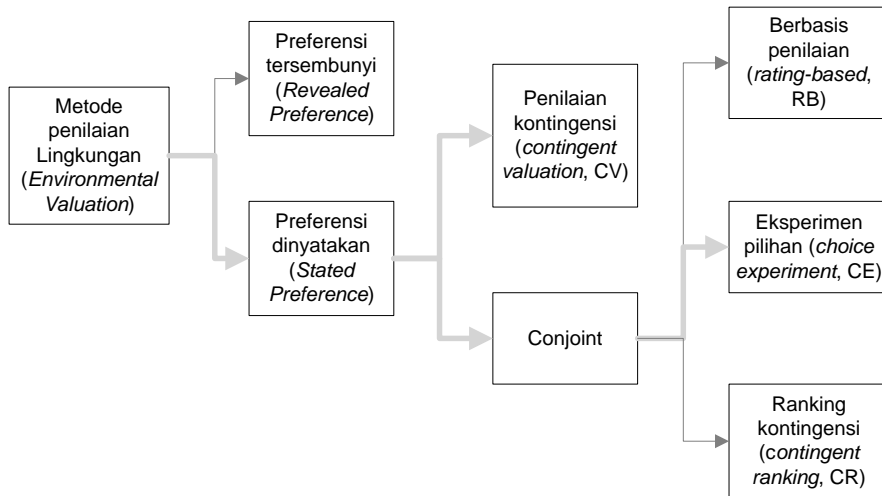 Metode
penilaian
Lingkungan
(Environmental
Valuation)
Preferensi
tersembunyi
(Revealed
Preference)
Preferensi
dinyatakan
(Stated
Preference)
Penilaian
kontingensi
(contingent
valuation, CV)
Conjoint
Berbasis
penilaian
(rating-based,
RB)
Eksperimen
pilihan (choice
experiment, CE)
Ranking
kontingensi
(contingent
ranking, CR)